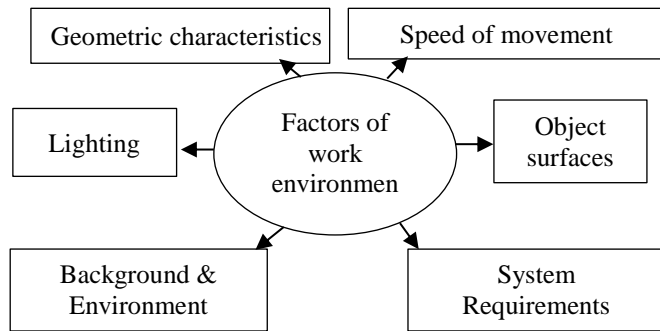 Geometric characteristics
Speed of movement
Factors of
work
environmen
Lighting
Object
surfaces
Background &
Environment
System
Requirements